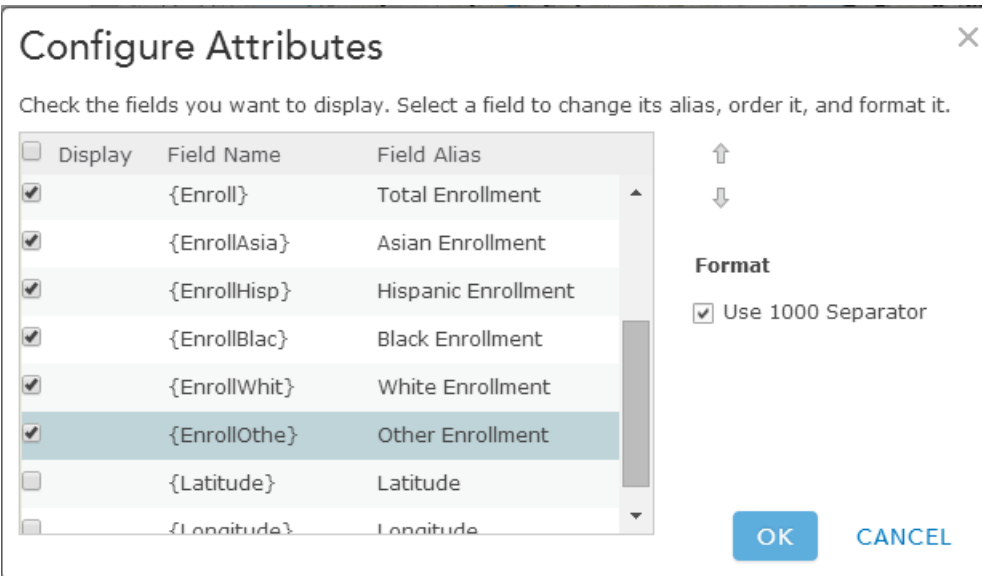 Configure Attributes
Check the fields you want to display. Select a field to change its alias, order it, and format it.
Display Field Name Field Alias
{Enroll} Total Enrollment
{EnrollAsia} Asian Enrollment
{EnrollHisp} Hispanic Enrollment
{EnrollBlac} Black Enrollment
{EnrollWhit} White Enrollment
{EnrollOthe} Other Enrollment
{Latitude} Latitude
{Longitude} Longitude
Format
Use 1000 Separator
OK CANCEL